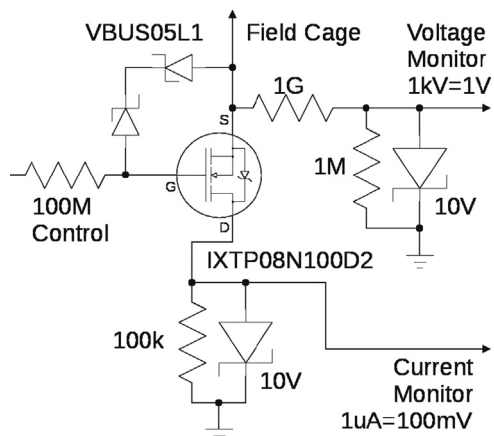 VBUS05L1
Field Cage
Voltage
Monitor
1kV=1V
1G
S
1M
G
100M
Control
10V
D
IXTP08N100D2
100k
10V
Current
Monitor
1uA=100mV